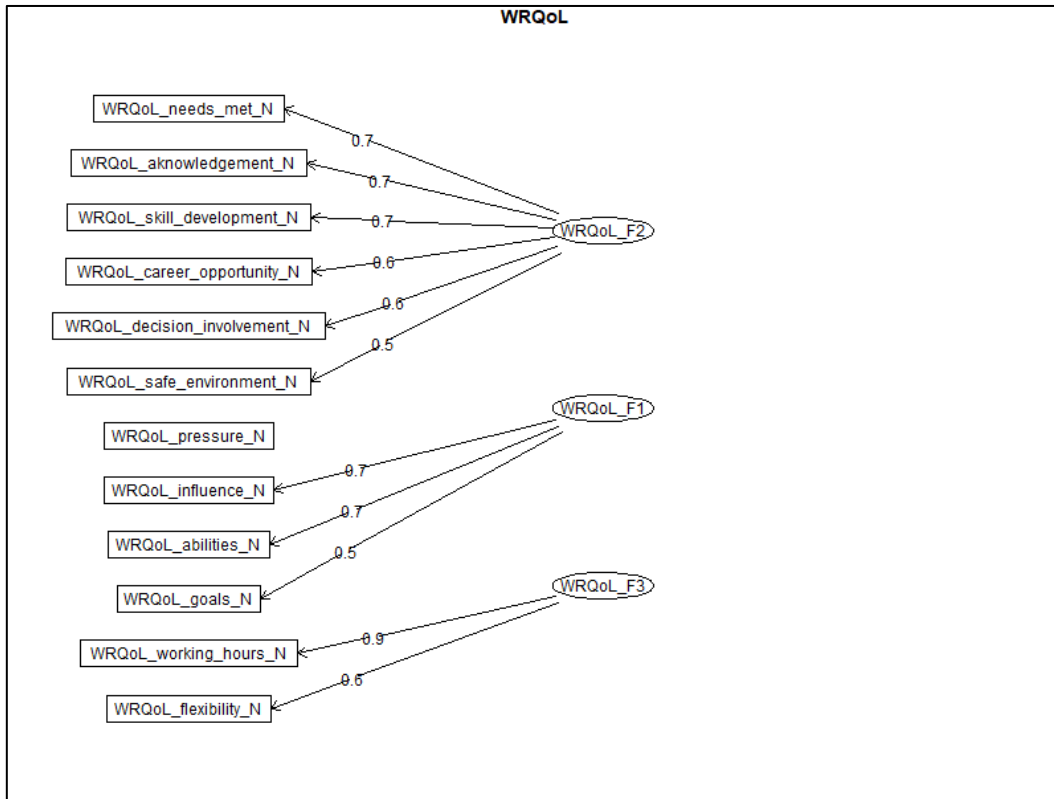 WRQoL
WRQoL_needs_met_N
0.7
WRQoL_aknowledgement_N
0.7
WRQoL_skill_development_N
0.7
WRQoL_F2
WRQoL_career_opportunity_N
0.6
WRQoL_decision_involvement_N
0.6
WRQoL_safe_environment_N
0.5
WRQoL_F1
WRQoL_pressure_N
WRQoL_influence_N
0.7
WRQoL_abilities_N
0.7
WRQoL_goals_N
0.5
WRQoL_F3
WRQoL_working_hours_N
0.9
WRQoL_flexibility_N
0.6